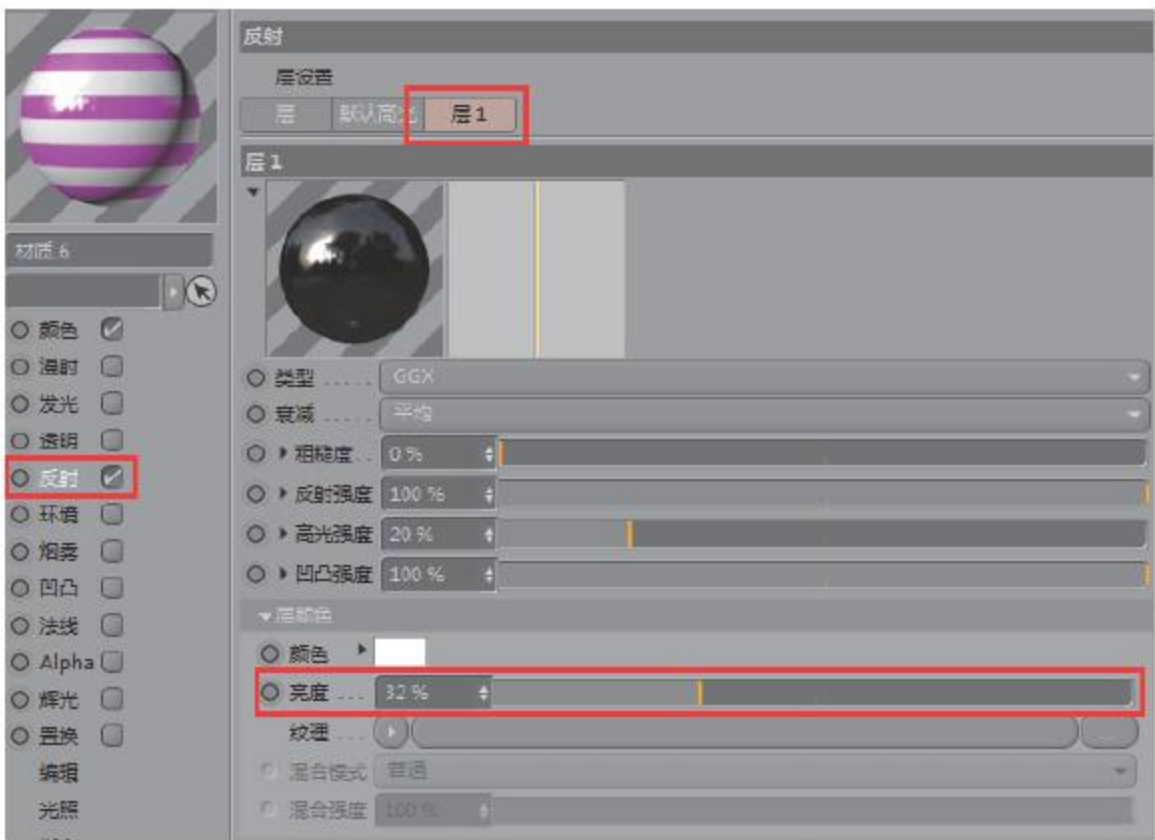 反射
层设置
层 默认高光 层1
层1
材质 6
颜色
漫射
发光
透明
反射
环境
烟雾
凹凸
法线
Alpha
辉光
置换
编辑
光照
类型 ..... GGX
衰减 ..... 平均
粗糙度 .. 0 %
反射强度 100 %
高光强度 20 %
凹凸强度 100 %
层颜色
颜色
亮度 ... 32 %
纹理 ....
混合模式 普通
混合强度 100 %